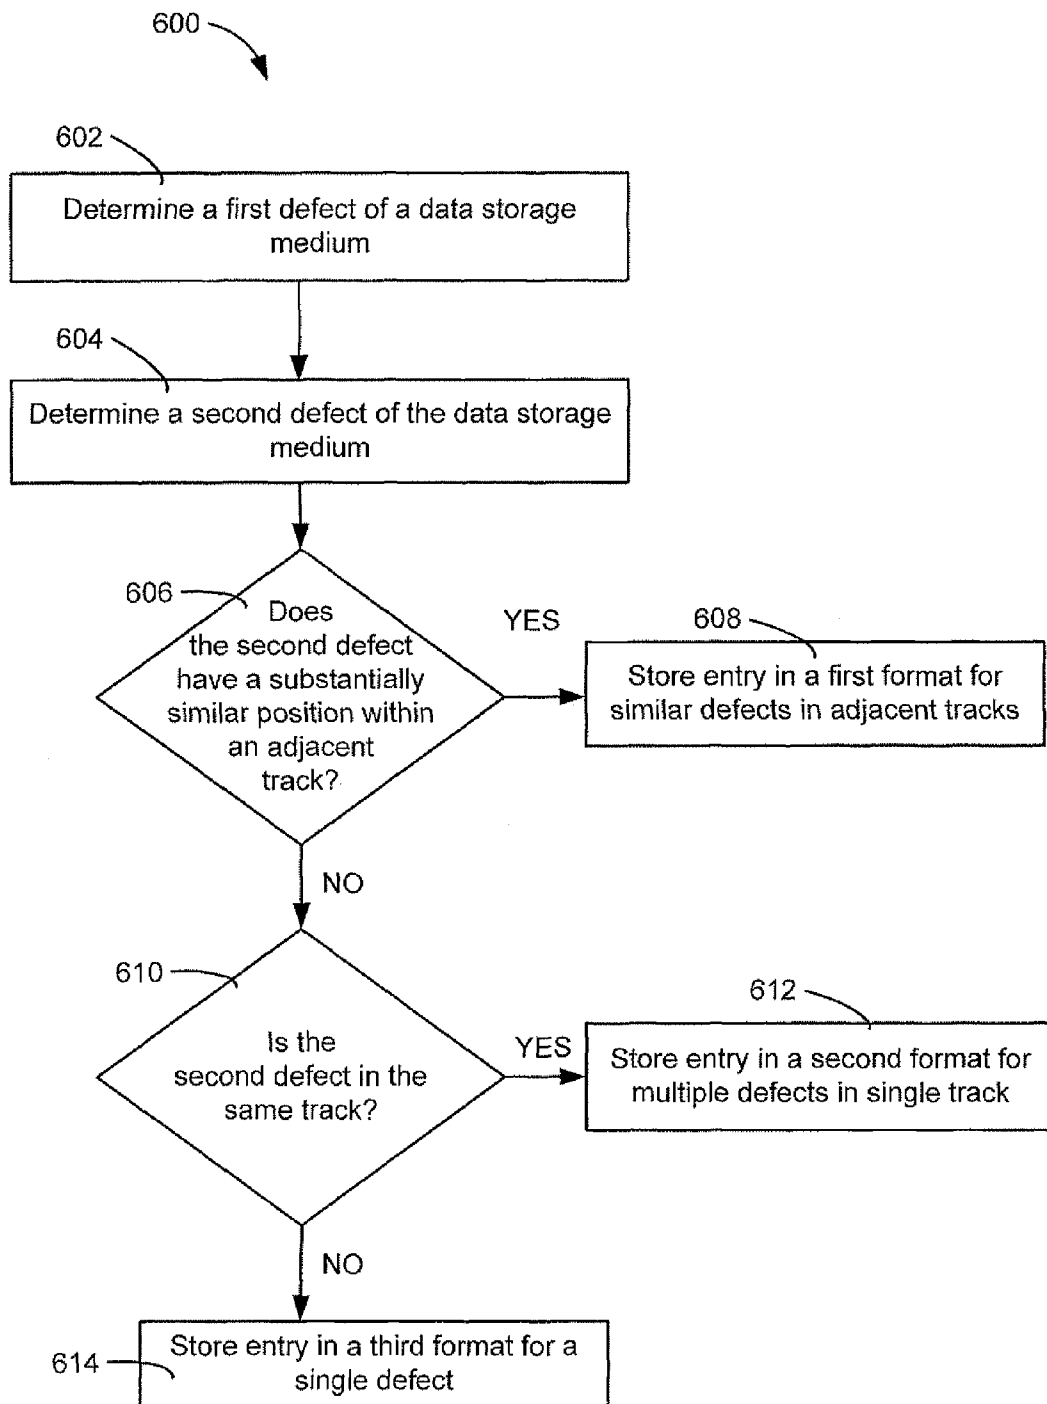 600
602
Determine a first defect of a data storage
medium
604
Determine a second defect of the data storage
medium
606
Does
the second defect
have a substantially
similar position within
an adjacent
track?
YES
608
Store entry in a first format for
similar defects in adjacent tracks
NO
610
Is the
second defect in the
same track?
YES
612
Store entry in a second format for
multiple defects in single track
NO
614
Store entry in a third format for a
single defect